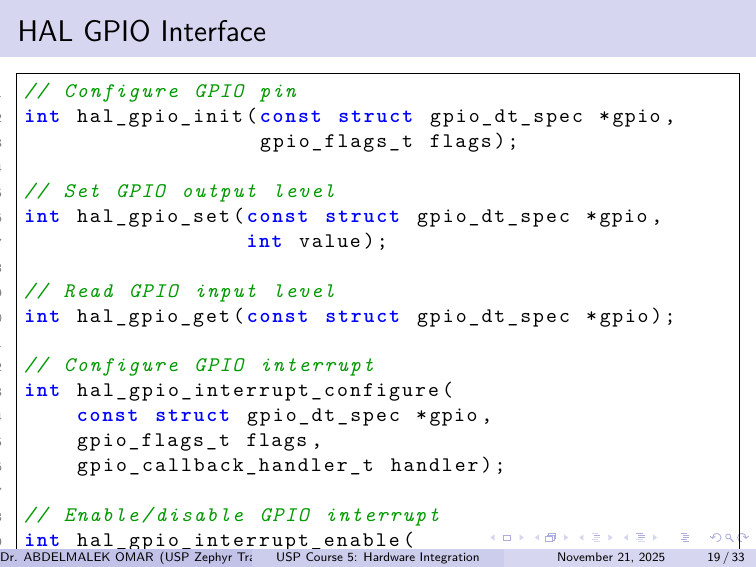 HAL GPIO Interface
// Configure GPIO pin
int hal_gpio_init(const struct gpio_dt_spec *gpio,
                  gpio_flags_t flags);
// Set GPIO output level
int hal_gpio_set(const struct gpio_dt_spec *gpio,
                 int value);
// Read GPIO input level
int hal_gpio_get(const struct gpio_dt_spec *gpio);
// Configure GPIO interrupt
int hal_gpio_interrupt_configure(
    const struct gpio_dt_spec *gpio,
    gpio_flags_t flags,
    gpio_callback_handler_t handler);
// Enable/disable GPIO interrupt
int hal_gpio_interrupt_enable(
Dr. ABDELMALEK OMAR (USP Zephyr Tra USP Course 5: Hardware Integration November 21, 2025 19 / 33